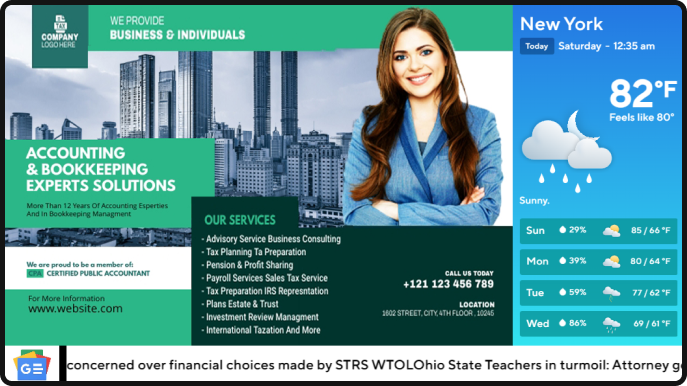 TAX
COMPANY
LOGO HERE
WE PROVIDE
BUSINESS & INDIVIDUALS
ACCOUNTING
& BOOKKEEPING
EXPERTS SOLUTIONS
More Than 12 Years Of Accounting Experties
And In Bookkeeping Managment
We are proud to be a member of:
CPA CERTIFIED PUBLIC ACCOUNTANT
For More Information
www.website.com
OUR SERVICES
- Advisory Service Business Consulting
- Tax Planning Ta Preparation
- Pension & Profit Sharing
- Payroll Services Sales Tax Service
- Tax Preparation IRS Represntation
- Plans Estate & Trust
- Investment Review Managment
- International Tazation And More
CALL US TODAY
+121 123 456 789
LOCATION
1602 STREET, CITY, 4TH FLOOR , 10245
New York
Today Saturday - 12:35 am
82°F
Feels like 80°
Sunny.
Sun 29% 85 / 66 °F
Mon 39% 80 / 64 °F
Tue 59% 77 / 62 °F
Wed 86% 69 / 61 °F
GE concerned over financial choices made by STRS WTOLOhio State Teachers in turmoil: Attorney ge